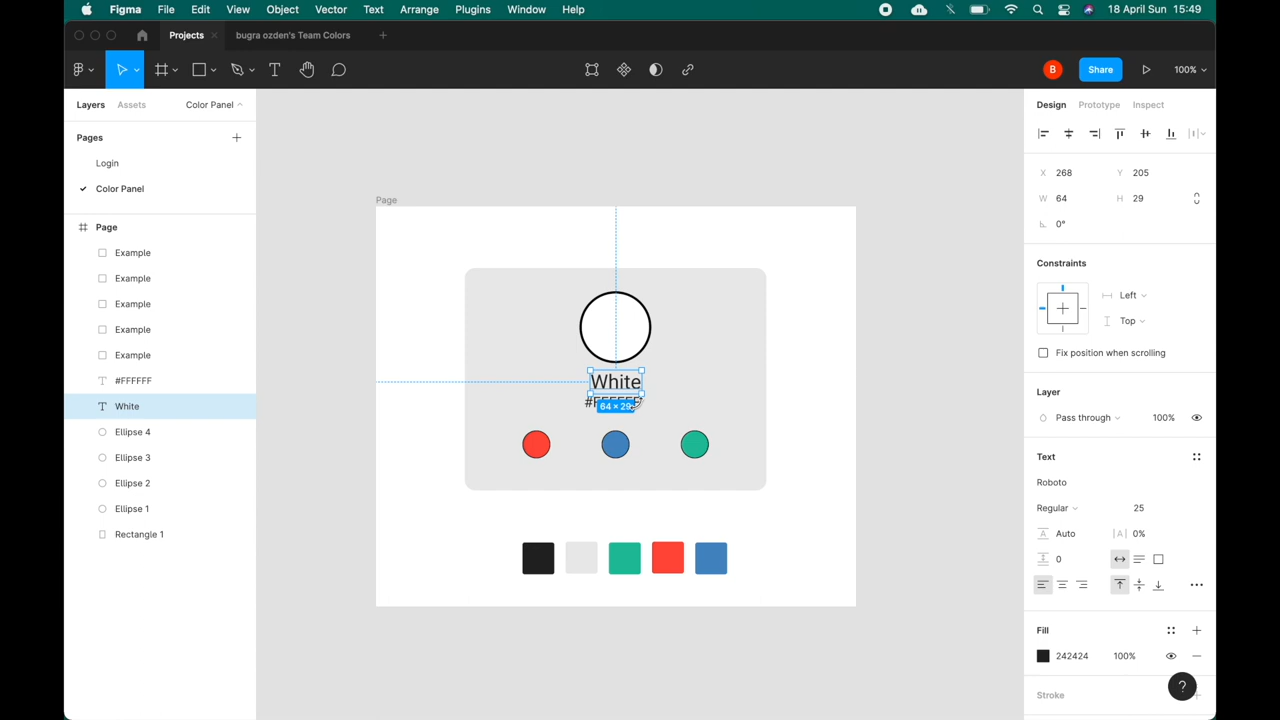 Figma File Edit View Object Vector Text Arrange Plugins Window Help 18 April Sun 15:49
Projects bugra ozden's Team Colors
B Share 100%
Layers Assets Color Panel
Pages
Login
Color Panel
Page
Example
Example
Example
Example
Example
#FFFFFF
White
Ellipse 4
Ellipse 3
Ellipse 2
Ellipse 1
Rectangle 1
Page
White
64 × 29
Design Prototype Inspect
X 268 Y 205
W 64 H 29
0°
Constraints
Left
Top
Fix position when scrolling
Layer
Pass through 100%
Text
Roboto
Regular 25
Auto 0%
0
Fill
242424 100%
Stroke
?